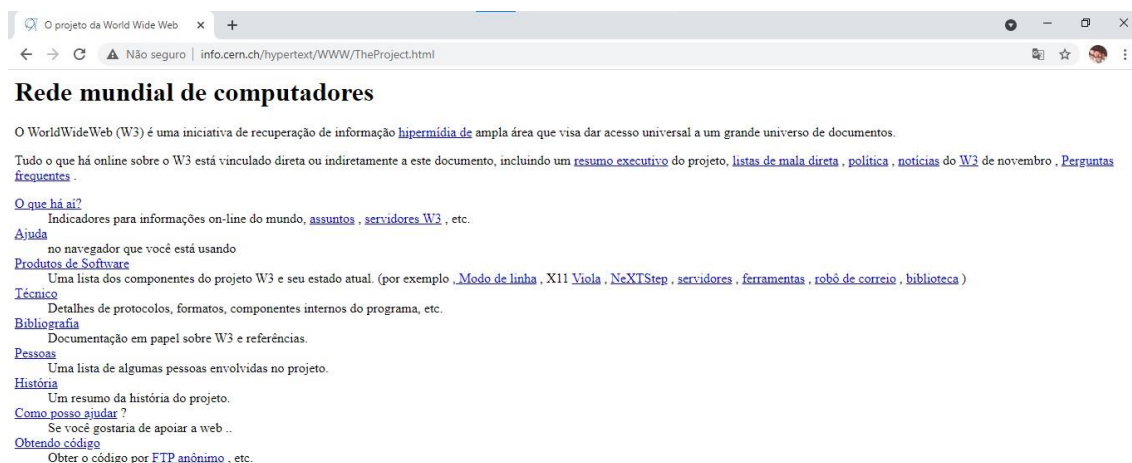 O projeto da World Wide Web
Não seguro | info.cern.ch/hypertext/WWW/TheProject.html
Rede mundial de computadores
O WorldWideWeb (W3) é uma iniciativa de recuperação de informação hipermídia de ampla área que visa dar acesso universal a um grande universo de documentos.
Tudo o que há online sobre o W3 está vinculado direta ou indiretamente a este documento, incluindo um resumo executivo do projeto, listas de mala direta , política , notícias do W3 de novembro , Perguntas
frequentes .
O que há aí?
Indicadores para informações on-line do mundo, assuntos , servidores W3 , etc.
Ajuda
no navegador que você está usando
Produtos de Software
Uma lista dos componentes do projeto W3 e seu estado atual. (por exemplo , Modo de linha , X11 Viola , NeXTStep , servidores , ferramentas , robô de correio , biblioteca )
Técnico
Detalhes de protocolos, formatos, componentes internos do programa, etc.
Bibliografia
Documentação em papel sobre W3 e referências.
Pessoas
Uma lista de algumas pessoas envolvidas no projeto.
História
Um resumo da história do projeto.
Como posso ajudar ?
Se você gostaria de apoiar a web ..
Obtendo código
Obter o código por FTP anônimo , etc.